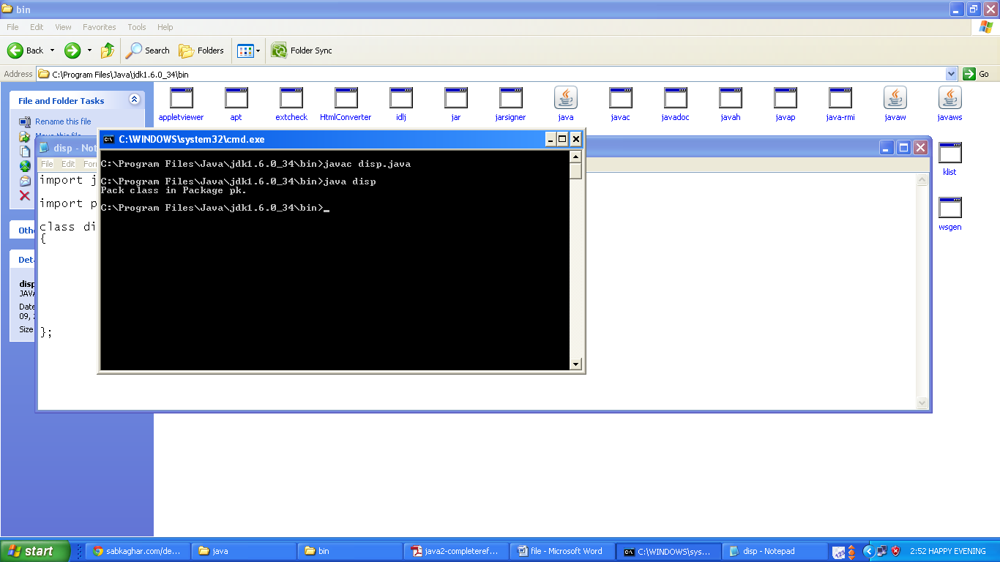 bin
File Edit View Favorites Tools Help
Back Search Folders Folder Sync
Address C:\Program Files\Java\jdk1.6.0_34\bin Go
File and Folder Tasks
Rename this file
appletviewer apt extcheck HtmlConverter idlj jar jarsigner java javac javadoc javah javap java-rmi javaw javaws
klist
wsgen
C:\WINDOWS\system32\cmd.exe
C:\Program Files\Java\jdk1.6.0_34\bin>javac disp.java
C:\Program Files\Java\jdk1.6.0_34\bin>java disp
Pack class in Package pk.
C:\Program Files\Java\jdk1.6.0_34\bin>_
disp - Not
File Edit For
import j
import p
class di
{
};
Oth
Deta
disp
JAVA
Date
09, 2
Size
start sabkaghar.com/de... java bin java2-completeref... file - Microsoft Word C:\WINDOWS\sys... disp - Notepad 2:52 HAPPY EVENING